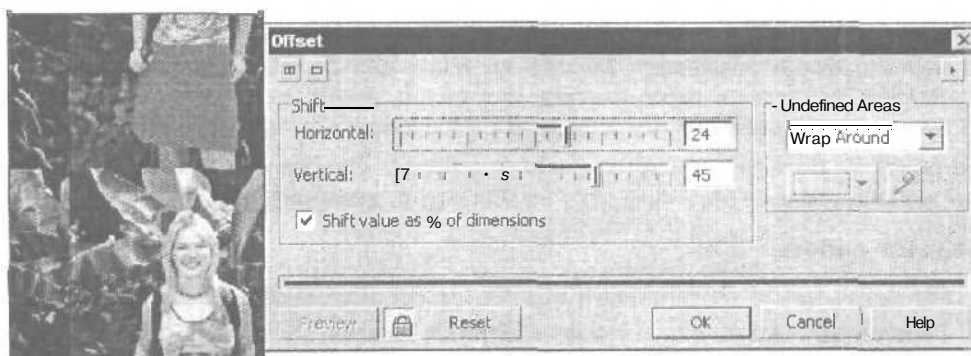 Offset
Shift
Horizontal: 24
Vertical: [7 45
Shift value as % of dimensions
- Undefined Areas
Wrap Around
Preview Reset OK Cancel Help